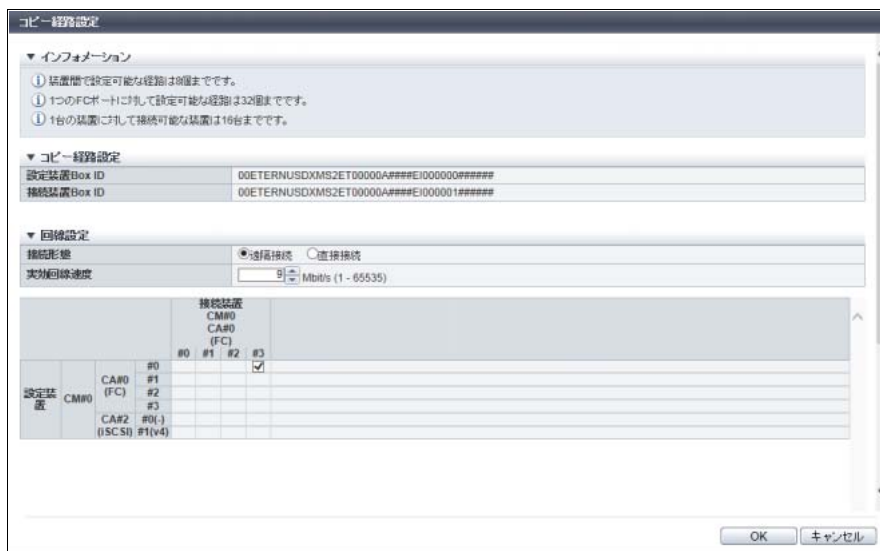 コピー経路設定
▼ インフォメーション
装置間で設定可能な経路は8個までです。
1つのFCポートに対して設定可能な経路は32個までです。
1台の装置に対して接続可能な装置は16台までです。
▼ コピー経路設定
設定装置Box ID 00ETERNUSDXMS2ET00000A####EI000000######
接続装置Box ID 00ETERNUSDXMS2ET00000A####EI000001######
▼ 回線設定
接続形態 遠隔接続 直接接続
実効回線速度 9 Mbit/s (1 - 65535)
接続装置
CM#0
CA#0
(FC)
#0 #1 #2 #3
設定装置 CM#0
CA#0 (FC)
#0
#1
#2
#3
CA#2 (iSCSI)
#0(-)
#1(v4)
OK キャンセル